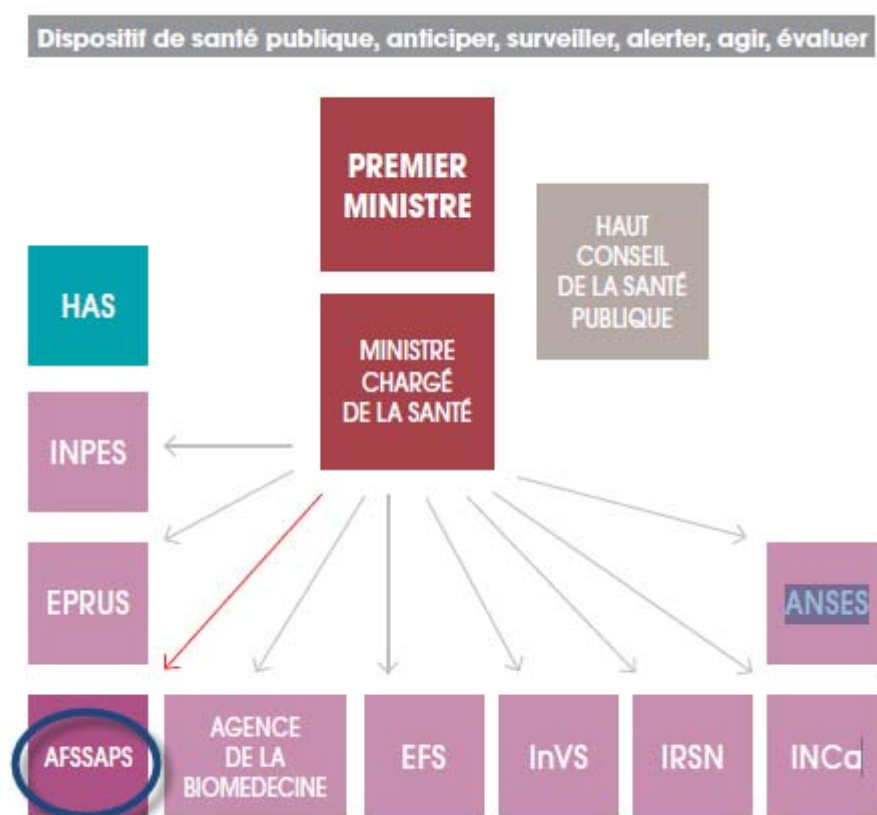 Dispositif de santé publique, anticiper, surveiller, alerter, agir, évaluer
PREMIER
MINISTRE
HAUT
CONSEIL
DE LA SANTÉ
PUBLIQUE
HAS
MINISTRE
CHARGÉ
DE LA SANTÉ
INPES
EPRUS
ANSES
AFSSAPS
AGENCE
DE LA
BIOMEDECINE
EFS
InVS
IRSN
INCa